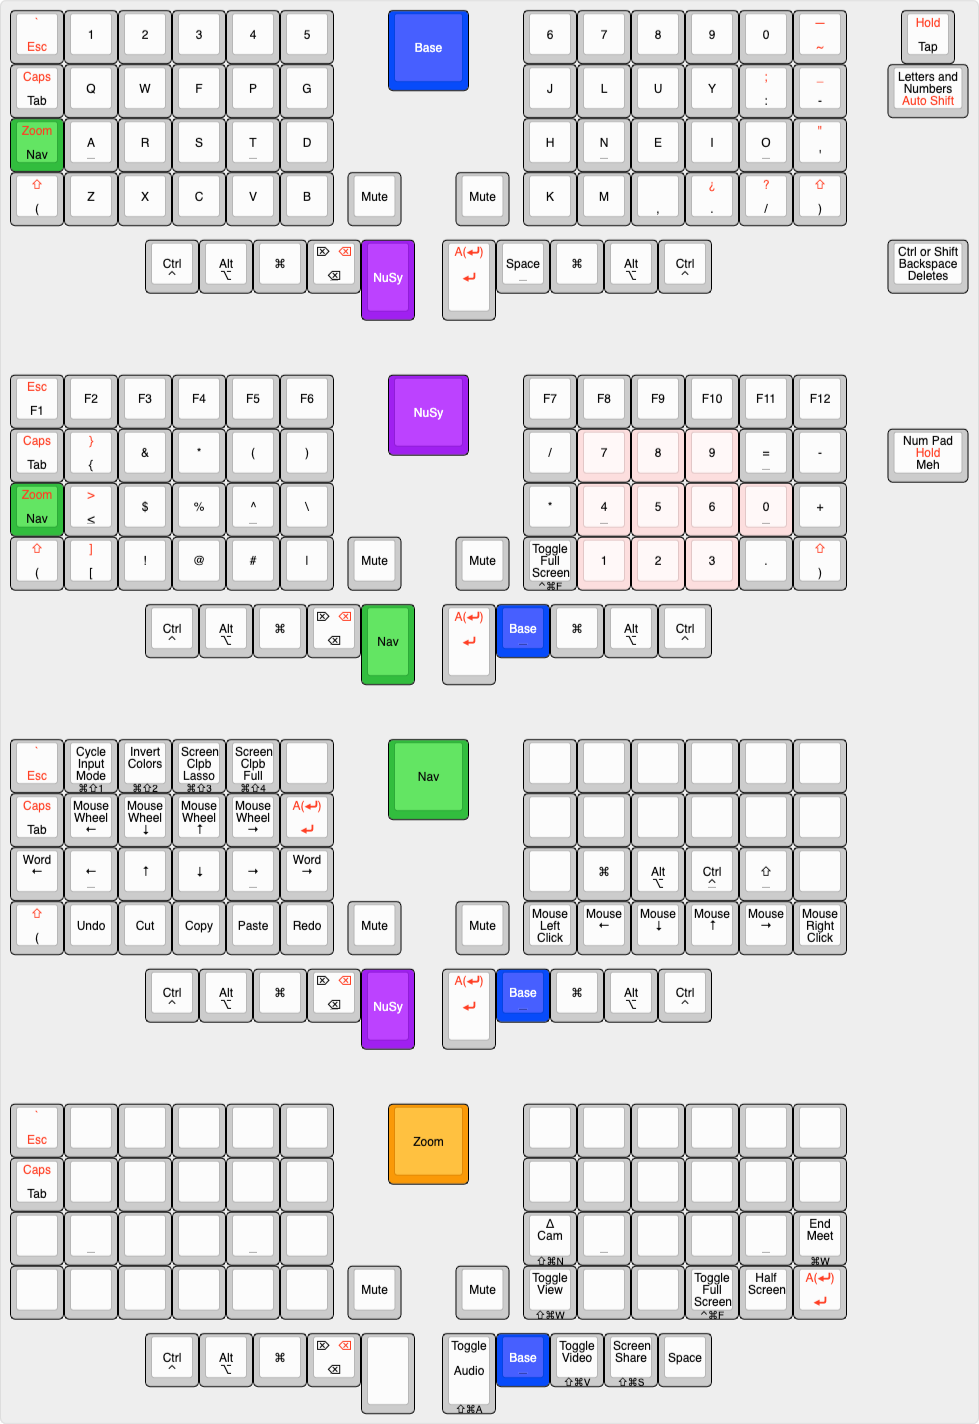 ` 1 2 3 4 5 Base 6 7 8 9 0 — Hold
Esc ~ Tap
Caps Q W F P G J L U Y ; _ Letters and
Tab : - Numbers
Auto Shift
Zoom A R S T D H N E I O "
Nav _ _ _ _ '
⇧ Z X C V B Mute Mute K M , ¿ ? ⇧
( . / )
Ctrl Alt ⌘ ⌦ ⌫ NuSy A(↵) Space ⌘ Alt Ctrl Ctrl or Shift
^ ⌥ ⌫ ↵ _ ⌥ ^ Backspace
Deletes
Esc F2 F3 F4 F5 F6 NuSy F7 F8 F9 F10 F11 F12
F1
Caps } & * ( ) / 7 8 9 = - Num Pad
Tab { _ Hold
Meh
Zoom > $ % ^ \ * 4 5 6 0 +
Nav < _ _ _
⇧ ] ! @ # | Mute Mute Toggle 1 2 3 . ⇧
( [ Full )
Screen
^⌘F
Ctrl Alt ⌘ ⌦ ⌫ Nav A(↵) Base ⌘ Alt Ctrl
^ ⌥ ⌫ ↵ _ ⌥ ^
` Cycle Invert Screen Screen Nav
Input Colors Clpb Clpb
Esc Mode Lasso Full
⌘⇧1 ⌘⇧2 ⌘⇧3 ⌘⇧4
Caps Mouse Mouse Mouse Mouse A(↵)
Wheel Wheel Wheel Wheel
Tab ← ↓ ↑ → ↵
Word ← ↑ ↓ → Word ⌘ Alt Ctrl ⇧
← _ _ → ⌥ ^ _
⇧ Undo Cut Copy Paste Redo Mute Mute Mouse Mouse Mouse Mouse Mouse Mouse
( Left ← ↓ ↑ → Right
Click Click
Ctrl Alt ⌘ ⌦ ⌫ NuSy A(↵) Base ⌘ Alt Ctrl
^ ⌥ ⌫ ↵ _ ⌥ ^
` Zoom
Esc
Caps
Tab
_ _ Δ _ _ End
Cam Meet
⇧⌘N ⌘W
Mute Mute Toggle Toggle Half A(↵)
View Full Screen
Screen ↵
⇧⌘W ^⌘F
Ctrl Alt ⌘ ⌦ ⌫ Toggle Base Toggle Screen Space
^ ⌥ ⌫ Audio _ Video Share
⇧⌘A ⇧⌘V ⇧⌘S